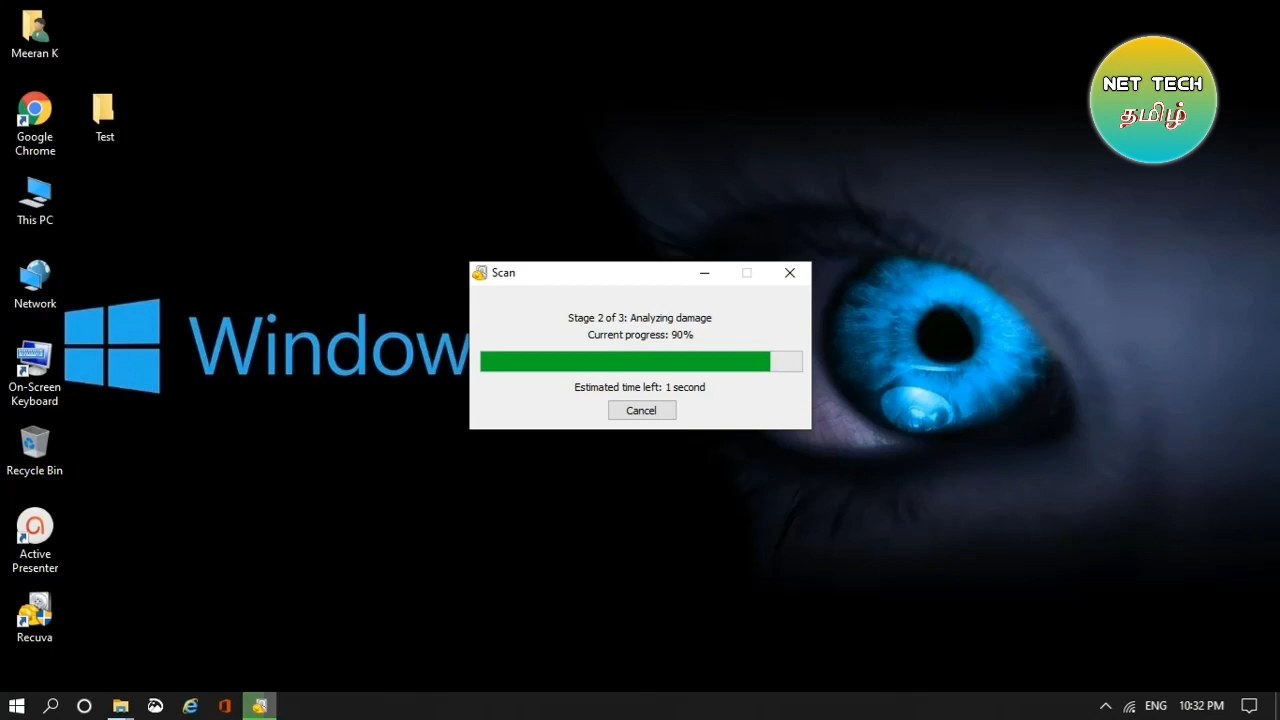 Meeran K
Google
Chrome
Test
This PC
Network
On-Screen
Keyboard
Recycle Bin
Active
Presenter
Recuva
NET TECH
தமிழ்
Window
Scan
Stage 2 of 3: Analyzing damage
Current progress: 90%
Estimated time left: 1 second
Cancel
ENG
10:32 PM